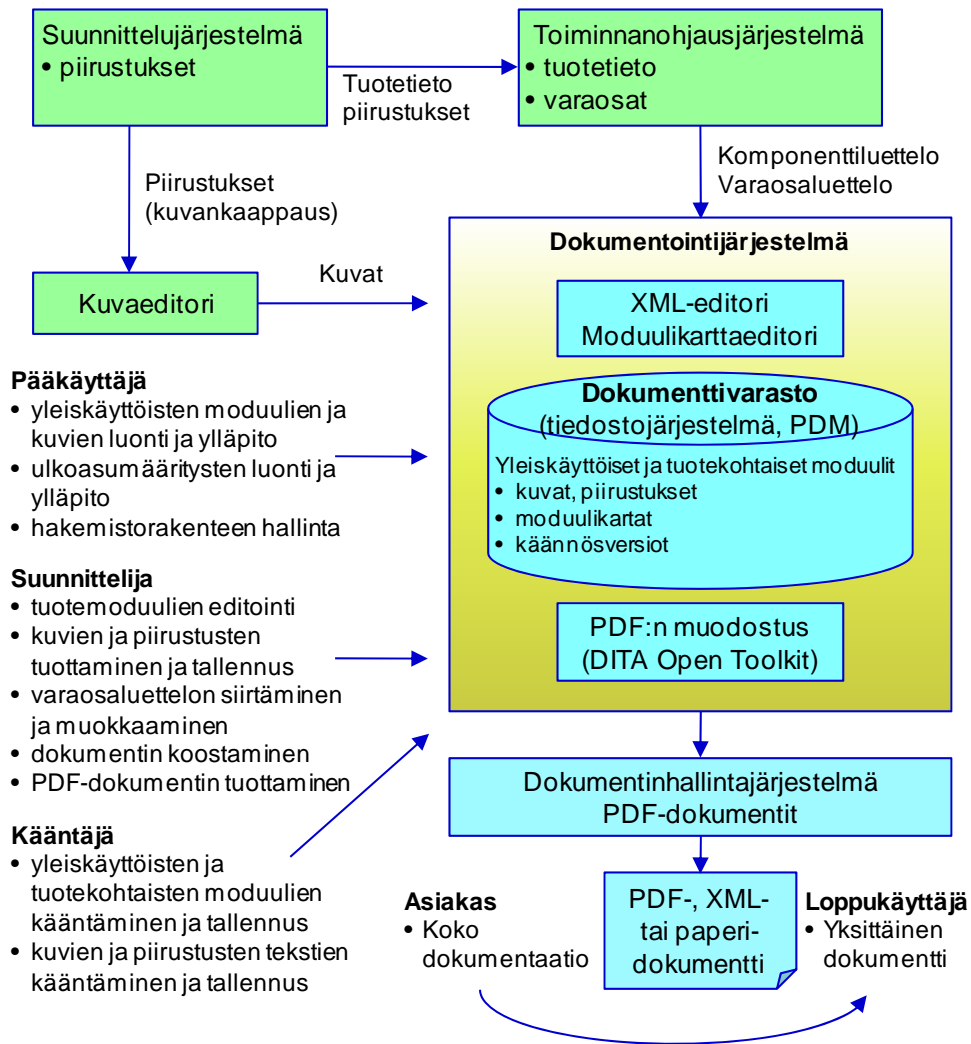 Suunnittelujärjestelmä
• piirustukset
Tuotetieto
piirustukset
Toiminnanohjausjärjestelmä
• tuotetieto
• varaosat
Piirustukset
(kuvankaappaus)
Komponenttiluettelo
Varaosaluettelo
Kuvaeditori
Kuvat
Dokumentointijärjestelmä
XML-editori
Moduulikarttaeditori
Dokumenttivarasto
(tiedostojärjestelmä, PDM)
Yleiskäyttöiset ja tuotekohtaiset moduulit
• kuvat, piirustukset
• moduulikartat
• käännösversiot
PDF:n muodostus
(DITA Open Toolkit)
Pääkäyttäjä
• yleiskäyttöisten moduulien ja
kuvien luonti ja ylläpito
• ulkoasumääritysten luonti ja
ylläpito
• hakemistorakenteen hallinta
Suunnittelija
• tuotemoduulien editointi
• kuvien ja piirustusten
tuottaminen ja tallennus
• varaosaluettelon siirtäminen
ja muokkaaminen
• dokumentin koostaminen
• PDF-dokumentin tuottaminen
Kääntäjä
• yleiskäyttöisten ja
tuotekohtaisten moduulien
kääntäminen ja tallennus
• kuvien ja piirustusten tekstien
kääntäminen ja tallennus
Dokumentinhallintajärjestelmä
PDF-dokumentit
Asiakas
• Koko
dokumentaatio
PDF-, XML-
tai paperi-
dokumentti
Loppukäyttäjä
• Yksittäinen
dokumentti